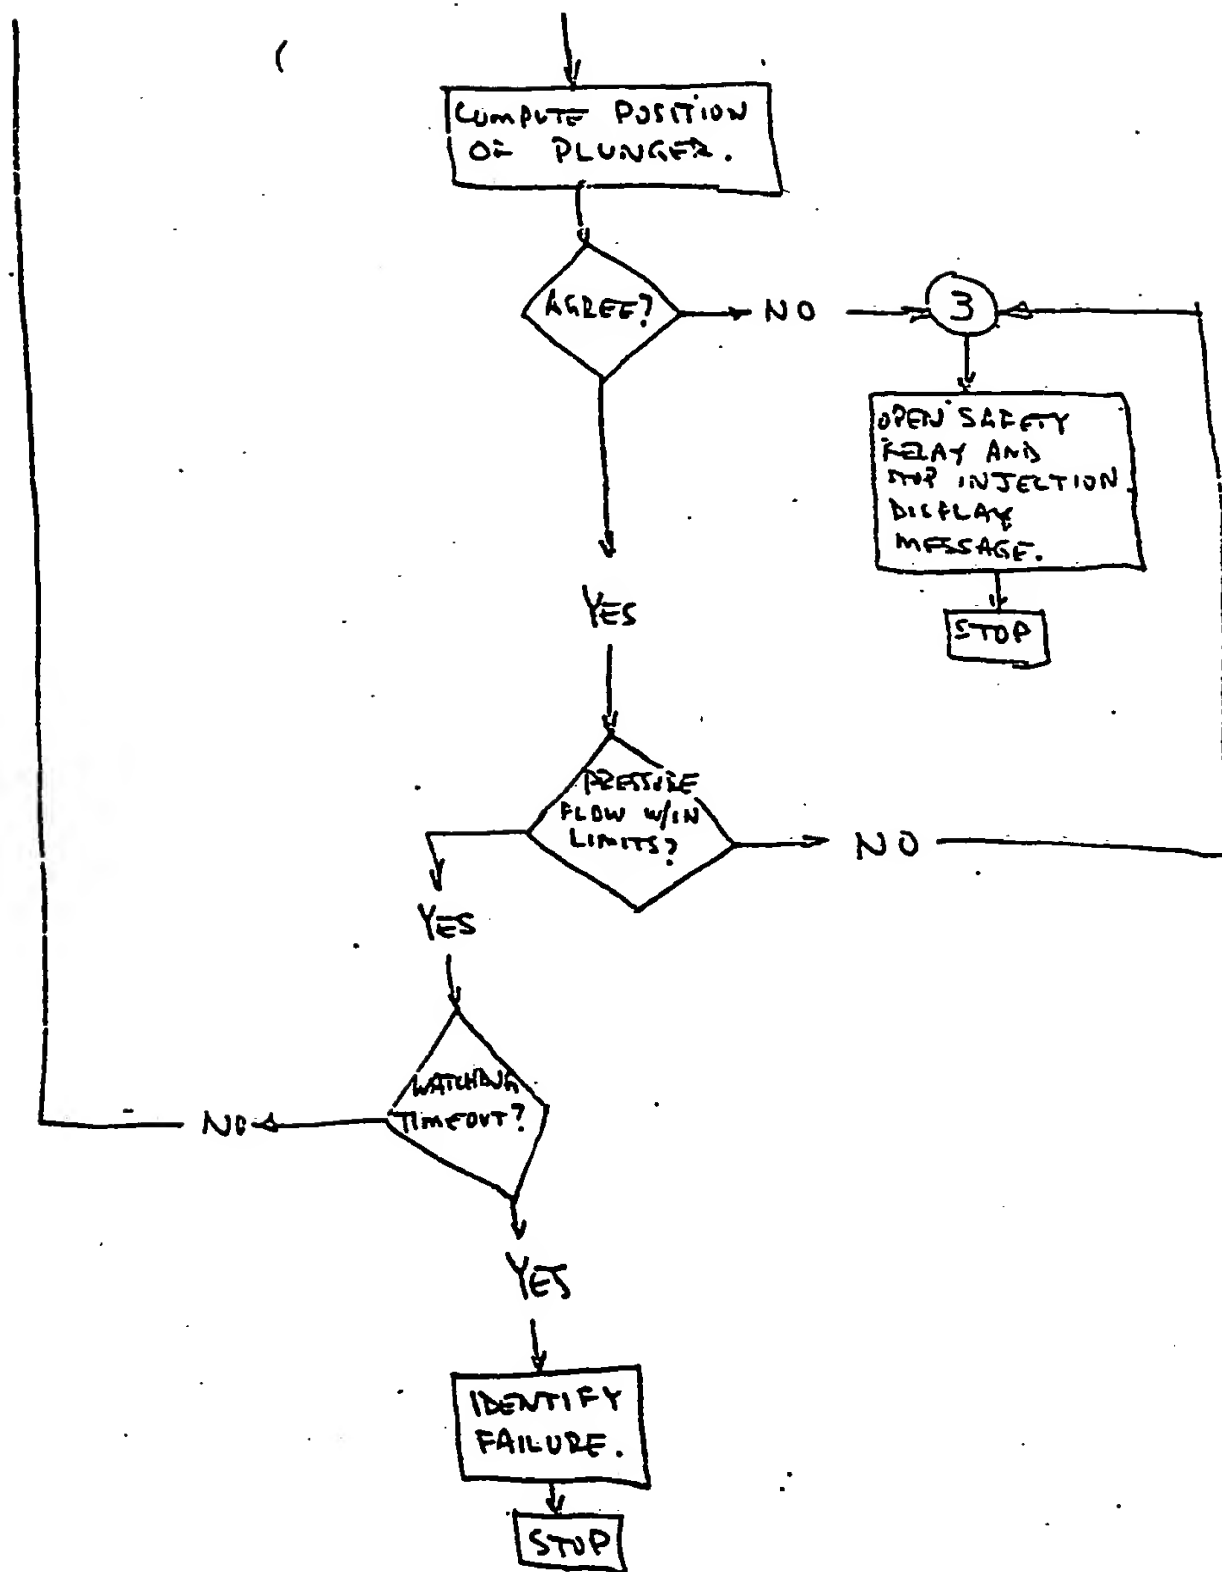 COMPUTE POSITION
OF PLUNGER.
AGREE?
NO
3
OPEN SAFETY
RELAY AND
STOP INJECTION
DISPLAY
MESSAGE.
STOP
YES
PRESSURE
FLOW W/IN
LIMITS?
NO
YES
WATCHDOG
TIMEOUT?
NO
YES
IDENTIFY
FAILURE.
STOP